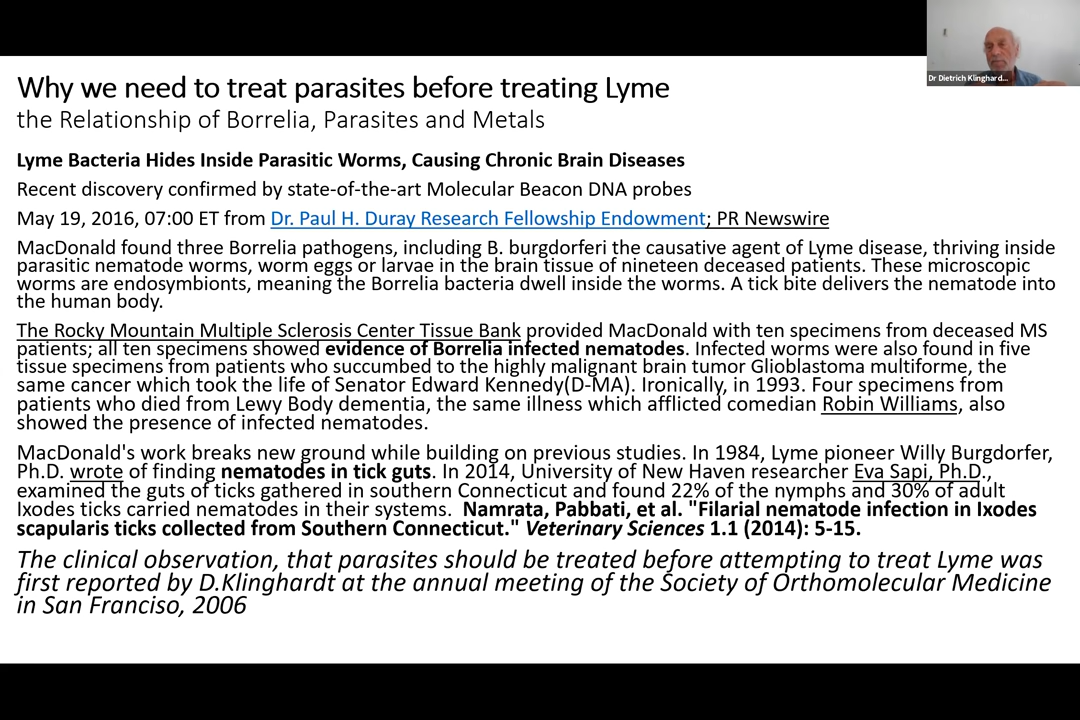 Dr Dietrich Klinghard...
Why we need to treat parasites before treating Lyme
the Relationship of Borrelia, Parasites and Metals
Lyme Bacteria Hides Inside Parasitic Worms, Causing Chronic Brain Diseases
Recent discovery confirmed by state-of-the-art Molecular Beacon DNA probes
May 19, 2016, 07:00 ET from Dr. Paul H. Duray Research Fellowship Endowment; PR Newswire
MacDonald found three Borrelia pathogens, including B. burgdorferi the causative agent of Lyme disease, thriving inside
parasitic nematode worms, worm eggs or larvae in the brain tissue of nineteen deceased patients. These microscopic
worms are endosymbionts, meaning the Borrelia bacteria dwell inside the worms. A tick bite delivers the nematode into
the human body.
The Rocky Mountain Multiple Sclerosis Center Tissue Bank provided MacDonald with ten specimens from deceased MS
patients; all ten specimens showed evidence of Borrelia infected nematodes. Infected worms were also found in five
tissue specimens from patients who succumbed to the highly malignant brain tumor Glioblastoma multiforme, the
same cancer which took the life of Senator Edward Kennedy(D-MA). Ironically, in 1993. Four specimens from
patients who died from Lewy Body dementia, the same illness which afflicted comedian Robin Williams, also
showed the presence of infected nematodes.
MacDonald's work breaks new ground while building on previous studies. In 1984, Lyme pioneer Willy Burgdorfer,
Ph.D. wrote of finding nematodes in tick guts. In 2014, University of New Haven researcher Eva Sapi, Ph.D.,
examined the guts of ticks gathered in southern Connecticut and found 22% of the nymphs and 30% of adult
Ixodes ticks carried nematodes in their systems. Namrata, Pabbati, et al. "Filarial nematode infection in Ixodes
scapularis ticks collected from Southern Connecticut." Veterinary Sciences 1.1 (2014): 5-15.
The clinical observation, that parasites should be treated before attempting to treat Lyme was
first reported by D.Klinghardt at the annual meeting of the Society of Orthomolecular Medicine
in San Franciso, 2006